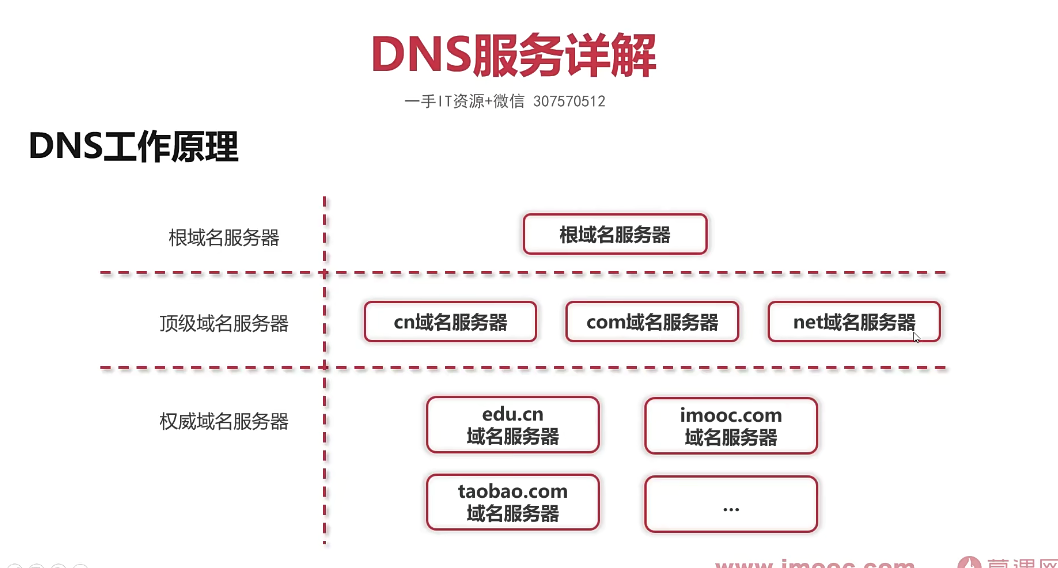 DNS服务详解
一手IT资源+微信 307570512
DNS工作原理
根域名服务器
根域名服务器
顶级域名服务器
cn域名服务器
com域名服务器
net域名服务器
权威域名服务器
edu.cn
域名服务器
imooc.com
域名服务器
taobao.com
域名服务器
...
www.imooc.com
慕课网